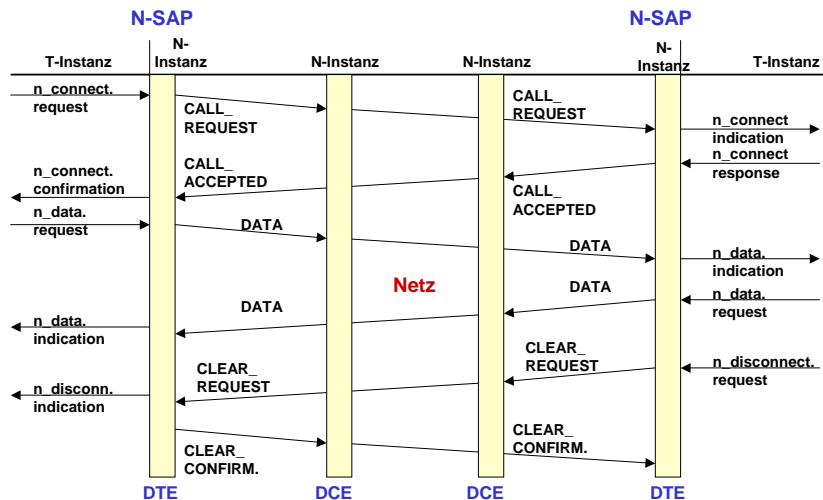 N-SAP
N-SAP
T-Instanz
N-
Instanz
N-Instanz
N-Instanz
N-
Instanz
T-Instanz
n_connect.
request
CALL_
REQUEST
CALL_
REQUEST
n_connect
indication
n_connect
response
n_connect.
confirmation
CALL_
ACCEPTED
CALL_
ACCEPTED
n_data.
request
DATA
DATA
n_data.
indication
Netz
DATA
DATA
n_data.
request
n_data.
indication
CLEAR_
REQUEST
CLEAR_
REQUEST
n_disconnect.
request
n_disconn.
indication
CLEAR_
CONFIRM.
CLEAR_
CONFIRM.
DTE
DCE
DCE
DTE